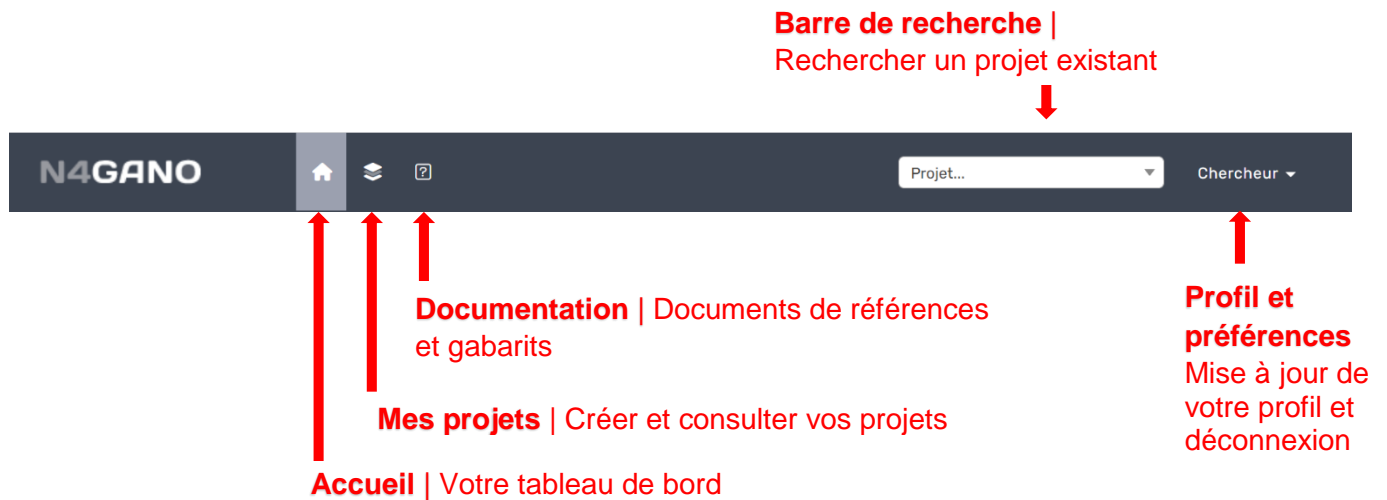 Barre de recherche |
Rechercher un projet existant
N4GANO
?
Projet...
Chercheur
Documentation | Documents de références
et gabarits
Profil et
préférences
Mise à jour de
votre profil et
déconnexion
Mes projets | Créer et consulter vos projets
Accueil | Votre tableau de bord